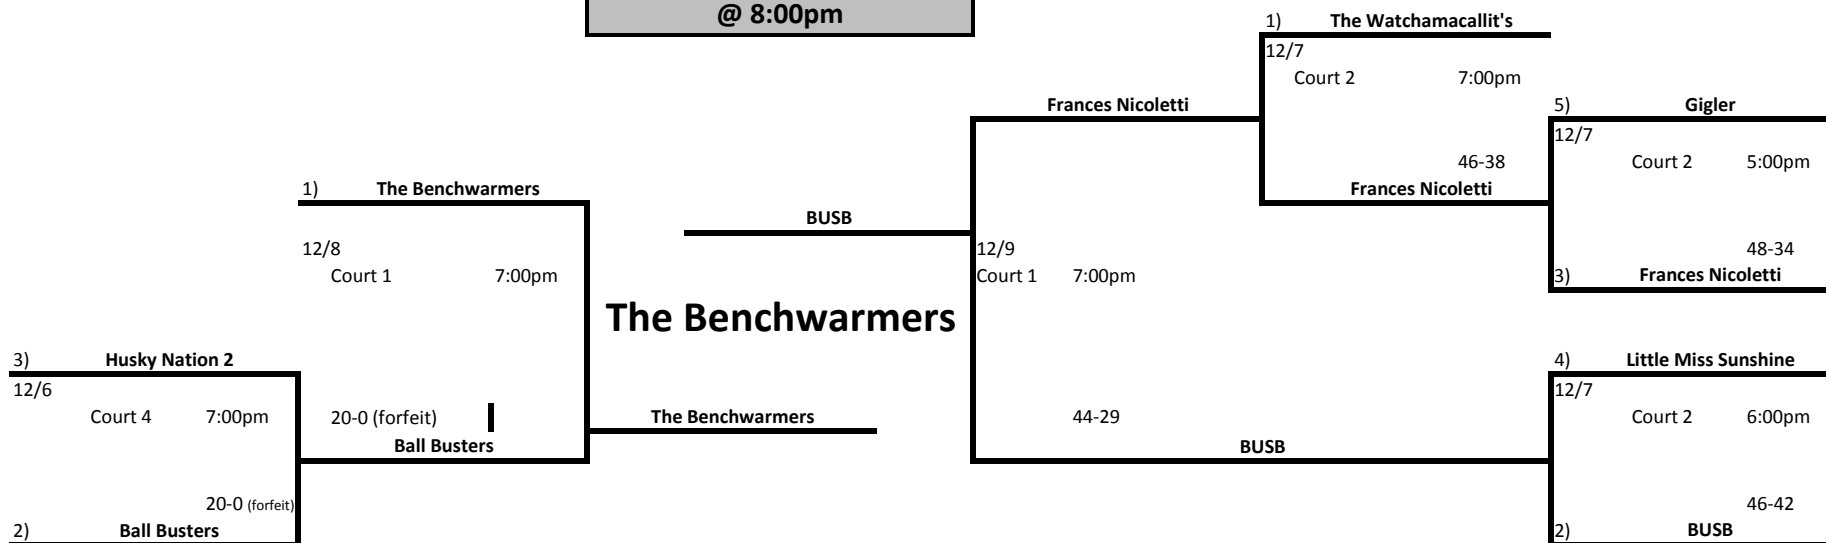 @ 8:00pm
1) The Watchamacallit's
12/7
Court 2 7:00pm
Frances Nicoletti
5) Gigler
12/7
46-38
Court 2 5:00pm
1) The Benchwarmers
Frances Nicoletti
BUSB
12/8
12/9
48-34
Court 1 7:00pm
Court 1 7:00pm
3) Frances Nicoletti
The Benchwarmers
3) Husky Nation 2
4) Little Miss Sunshine
12/6
12/7
Court 4 7:00pm
20-0 (forfeit)
The Benchwarmers
44-29
Court 2 6:00pm
Ball Busters
BUSB
20-0 (forfeit)
46-42
2) Ball Busters
2) BUSB